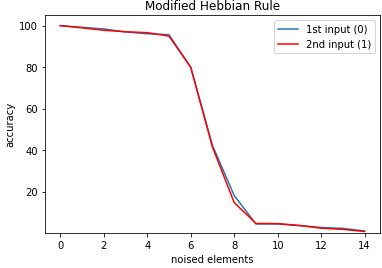 Modified Hebbian Rule
1st input (0)
2nd input (1)
accuracy
100
80
60
40
20
0 2 4 6 8 10 12 14
noised elements